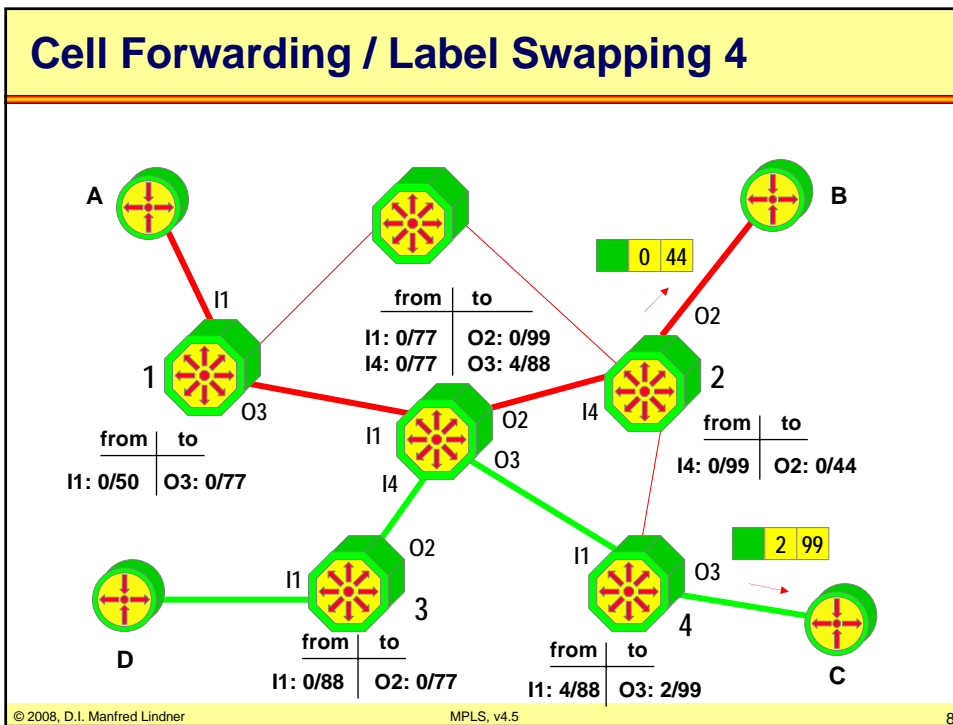 Cell Forwarding / Label Swapping 4
A
B
0 44
I1
from to
I1: 0/77 O2: 0/99
I4: 0/77 O3: 4/88
O2
1
2
O3
I1
O2
I4
O3
from to
I1: 0/50 O3: 0/77
from to
I4: 0/99 O2: 0/44
I4
O2
I1
3
2 99
I1
O3
4
D
C
from to
I1: 0/88 O2: 0/77
from to
I1: 4/88 O3: 2/99
© 2008, D.I. Manfred Lindner MPLS, v4.5 8